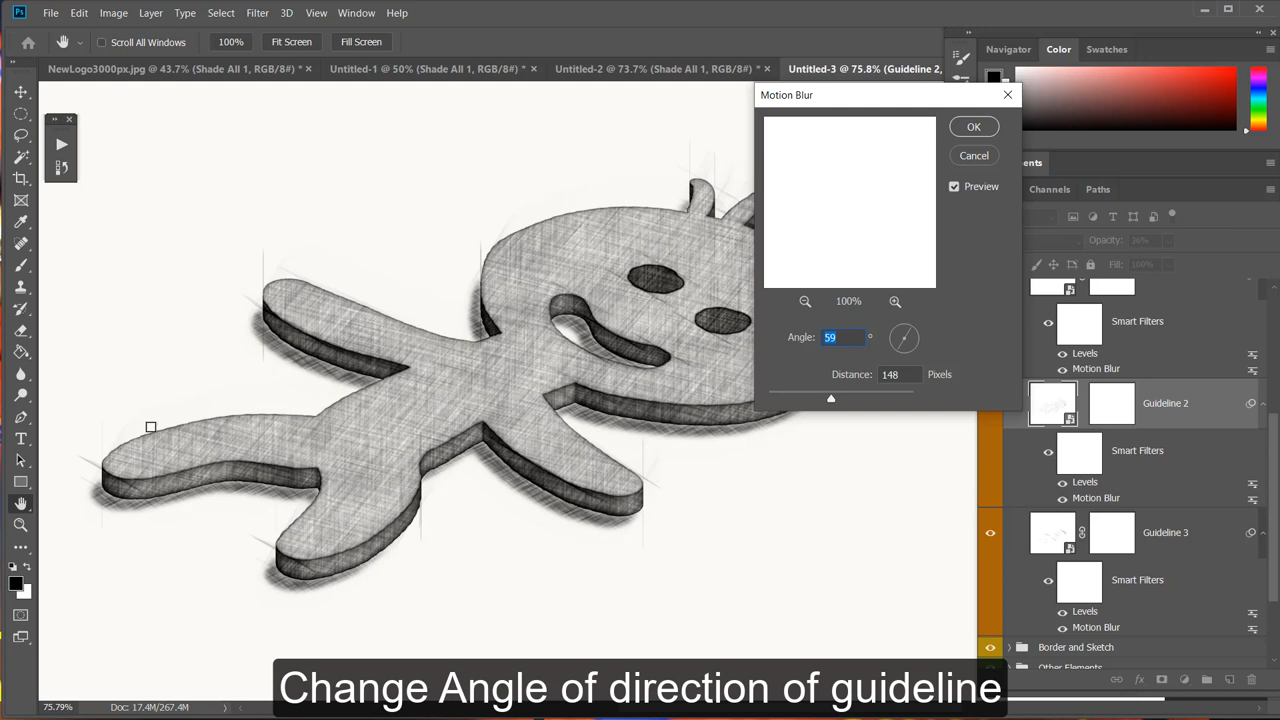 Ps File Edit Image Layer Type Select Filter 3D View Window Help
Scroll All Windows 100% Fit Screen Fill Screen
NewLogo3000px.jpg @ 43.7% (Shade All 1, RGB/8#) * × Untitled-1 @ 50% (Shade All 1, RGB/8#) * × Untitled-2 @ 73.7% (Shade All 1, RGB/8#) * × Untitled-3 @ 75.8% (Guideline 2,
Navigator Color Swatches
Motion Blur
OK
Cancel
Preview
100%
Angle: 59 °
Distance: 148 Pixels
Channels Paths
Opacity: 36%
Fill: 100%
Smart Filters
Levels
Motion Blur
Guideline 2
Smart Filters
Levels
Motion Blur
Guideline 3
Smart Filters
Levels
Motion Blur
Border and Sketch
Other Elements
Change Angle of direction of guideline
75.79% Doc: 17.4M/267.4M